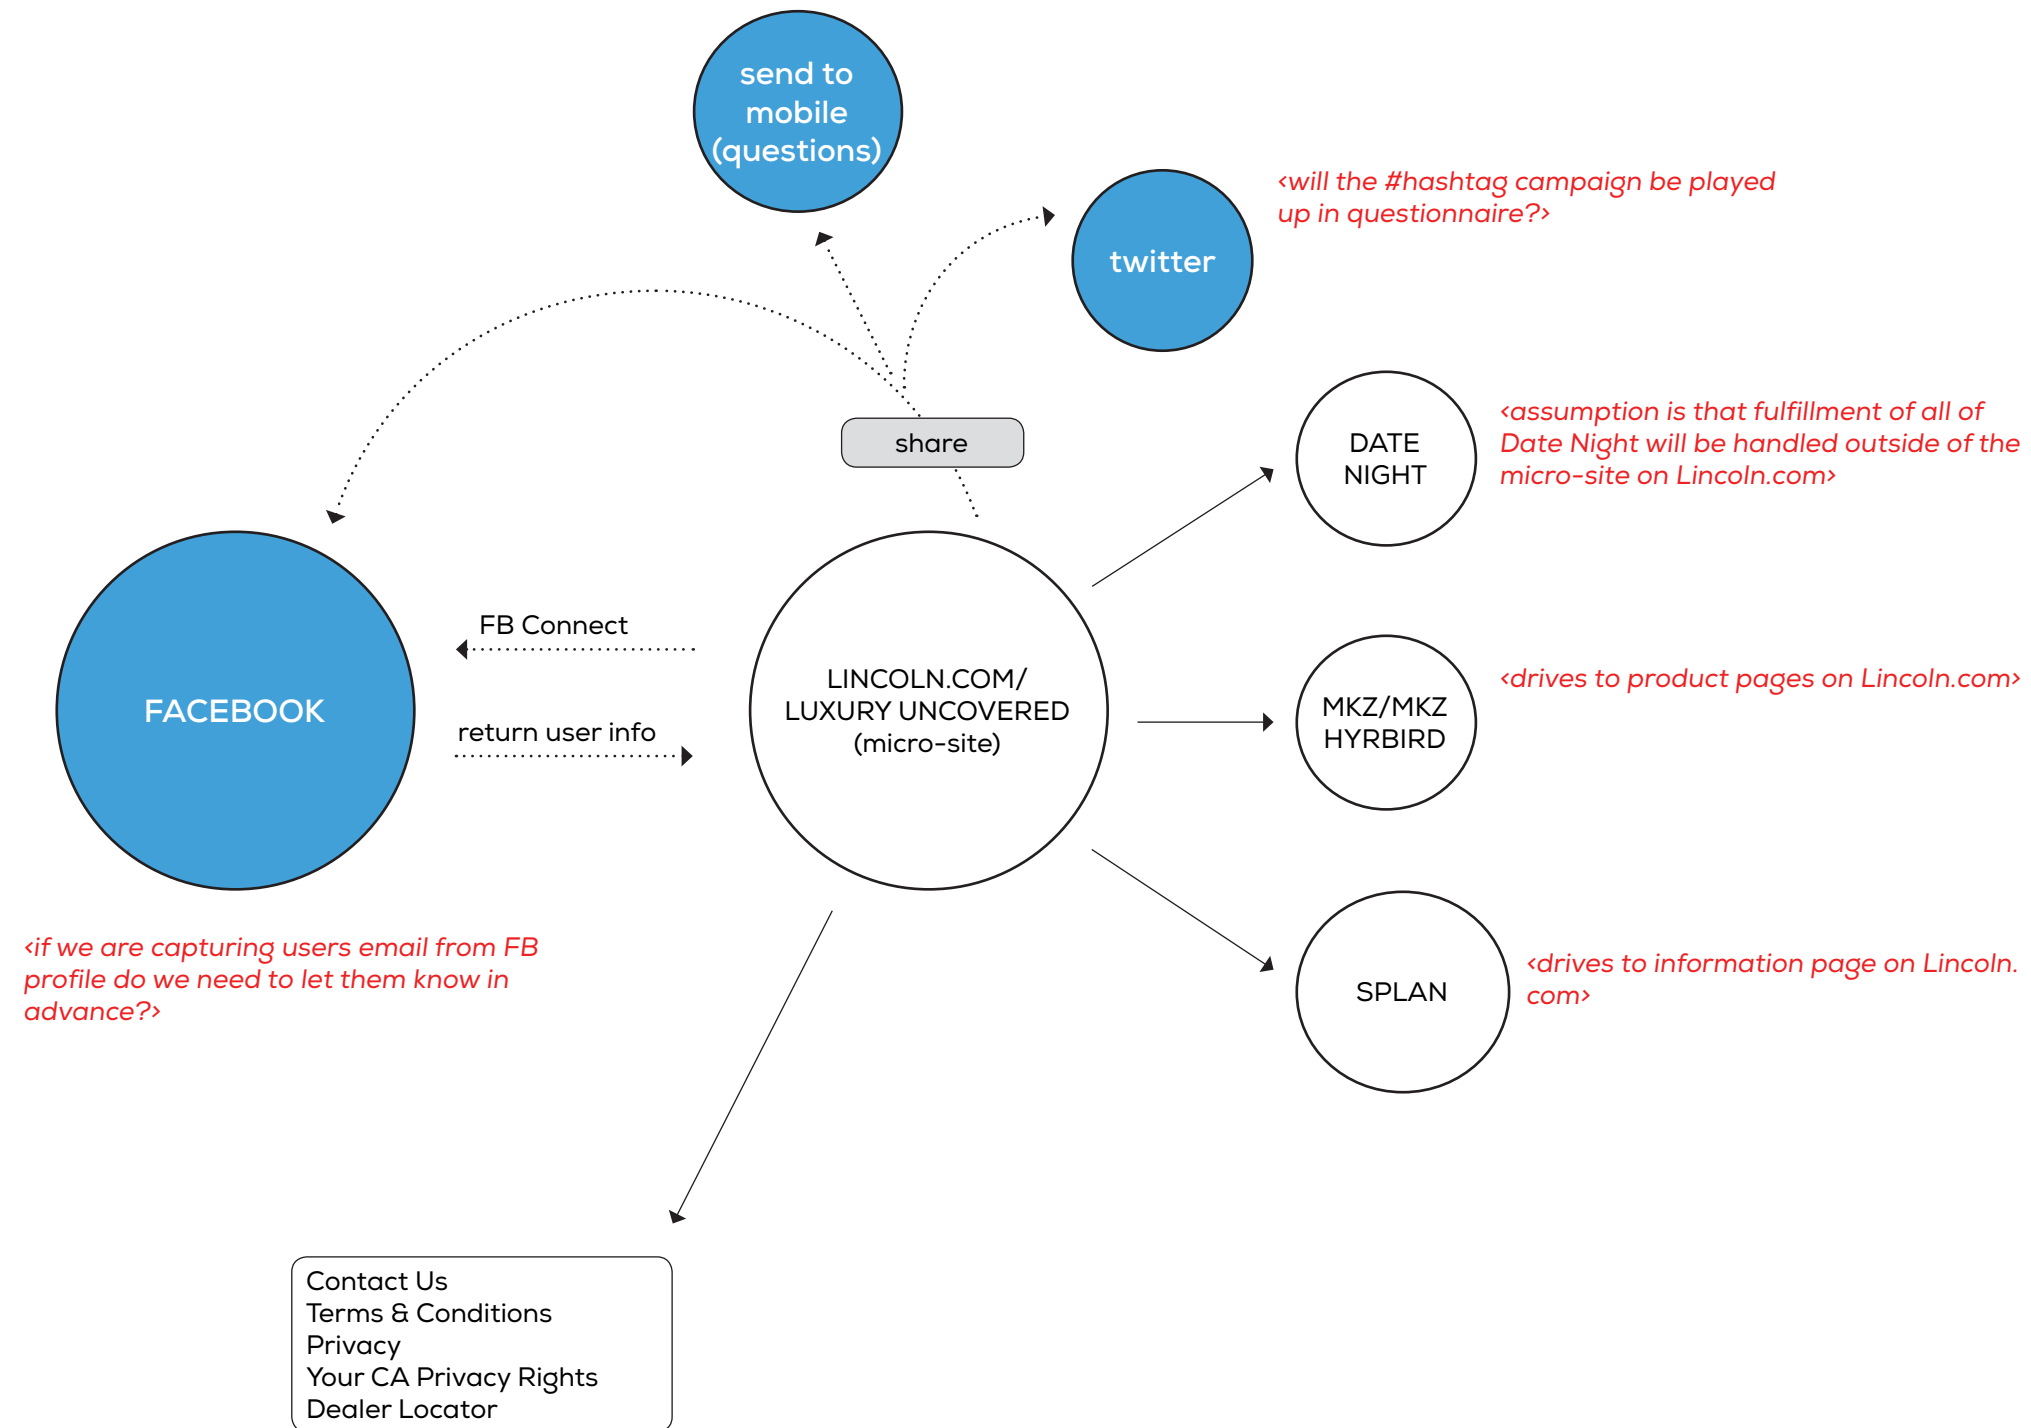 send to
mobile
(questions)
‹will the #hashtag campaign be played
up in questionnaire?›
twitter
share
DATE
NIGHT
‹assumption is that fulfillment of all of
Date Night will be handled outside of the
micro-site on Lincoln.com›
FB Connect
return user info
FACEBOOK
LINCOLN.COM/
LUXURY UNCOVERED
(micro-site)
MKZ/MKZ
HYRBIRD
‹drives to product pages on Lincoln.com›
‹if we are capturing users email from FB
profile do we need to let them know in
advance?›
SPLAN
‹drives to information page on Lincoln.
com›
Contact Us
Terms & Conditions
Privacy
Your CA Privacy Rights
Dealer Locator